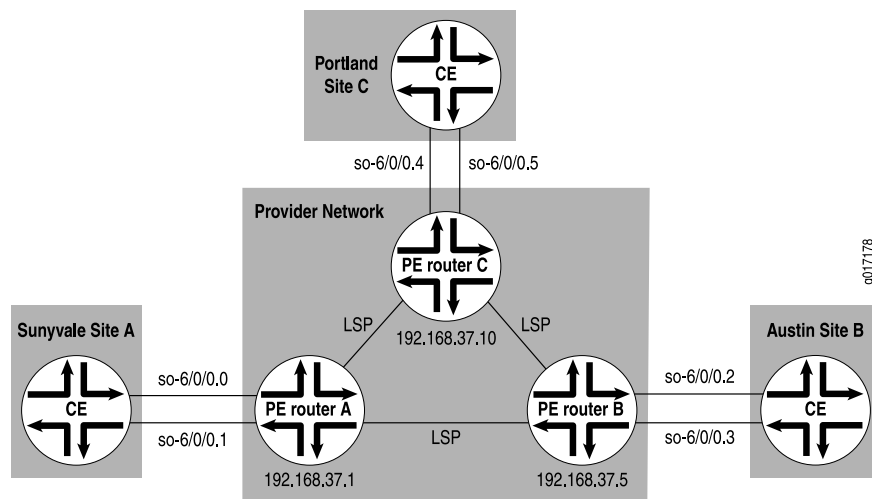 Portland
Site C
CE
so-6/0/0.4
so-6/0/0.5
Provider Network
PE router C
192.168.37.10
g017178
Sunyvale Site A
CE
so-6/0/0.0
so-6/0/0.1
LSP
LSP
PE router A
192.168.37.1
LSP
PE router B
192.168.37.5
so-6/0/0.2
so-6/0/0.3
Austin Site B
CE